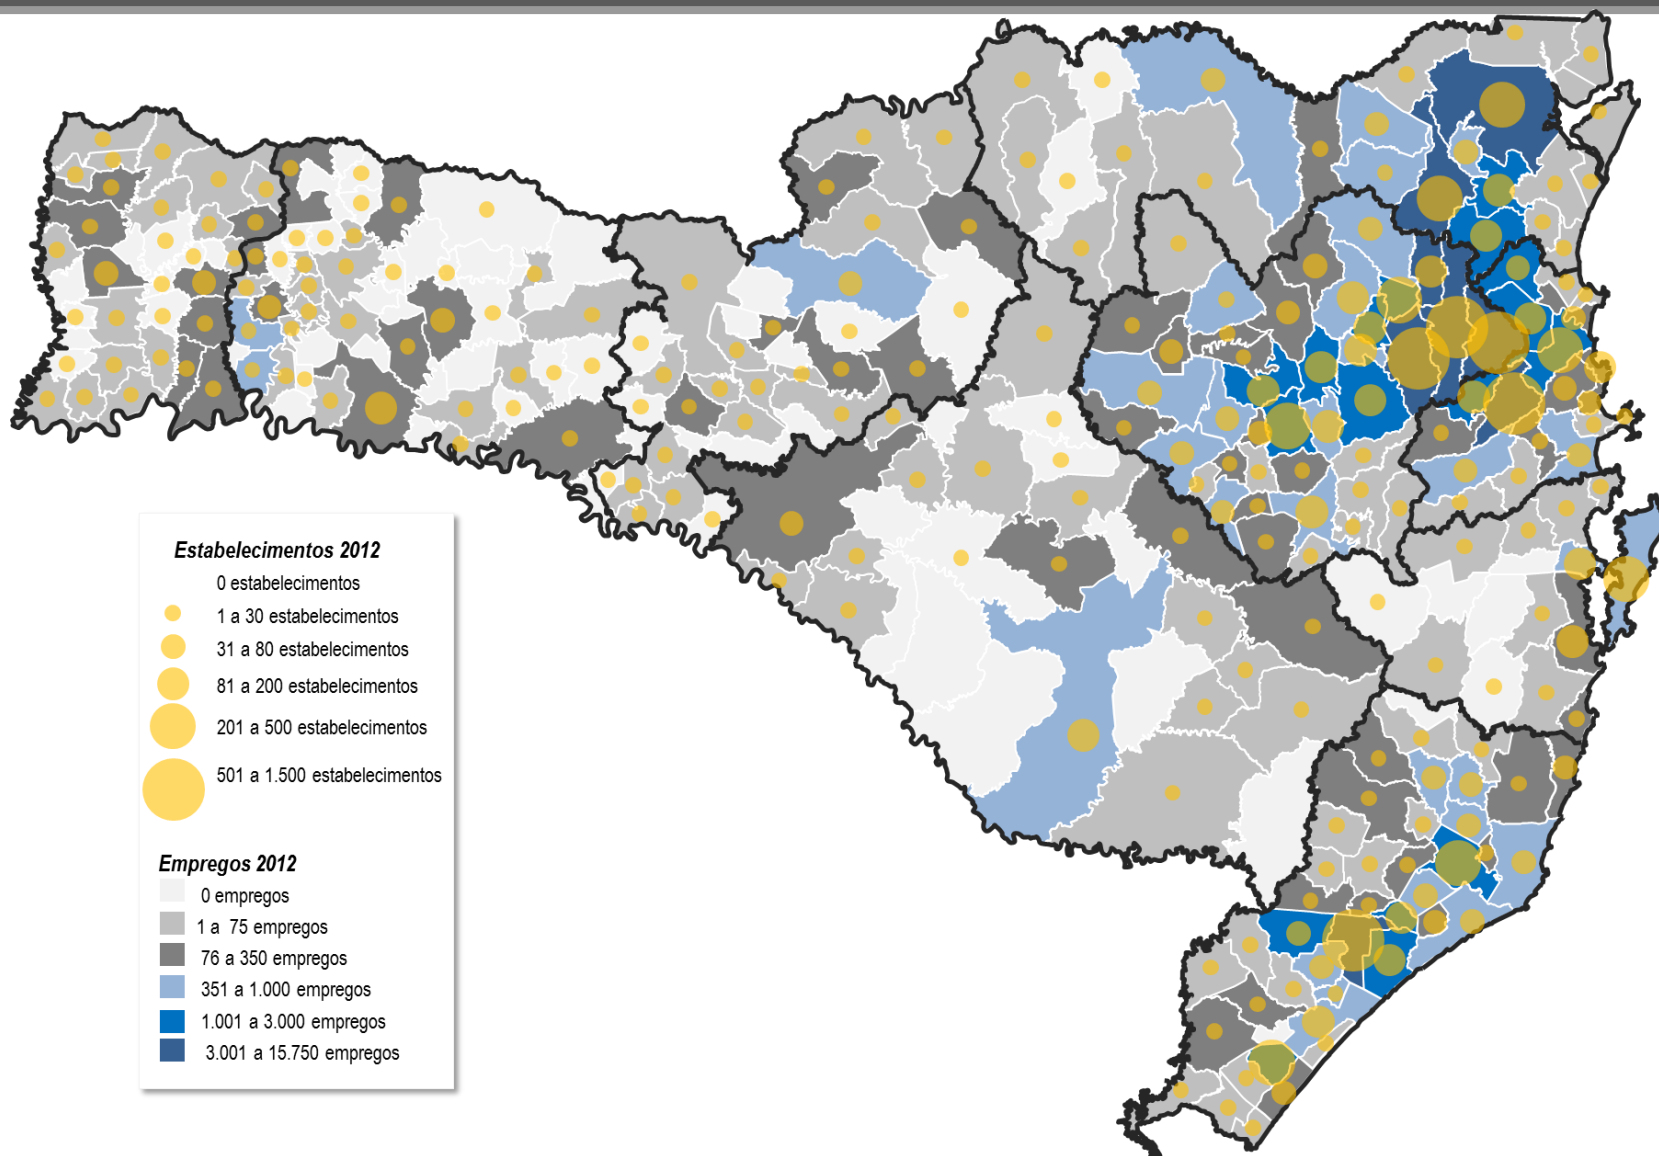 Estabelecimentos 2012
0 estabelecimentos
1 a 30 estabelecimentos
31 a 80 estabelecimentos
81 a 200 estabelecimentos
201 a 500 estabelecimentos
501 a 1.500 estabelecimentos
Empregos 2012
0 empregos
1 a 75 empregos
76 a 350 empregos
351 a 1.000 empregos
1.001 a 3.000 empregos
3.001 a 15.750 empregos